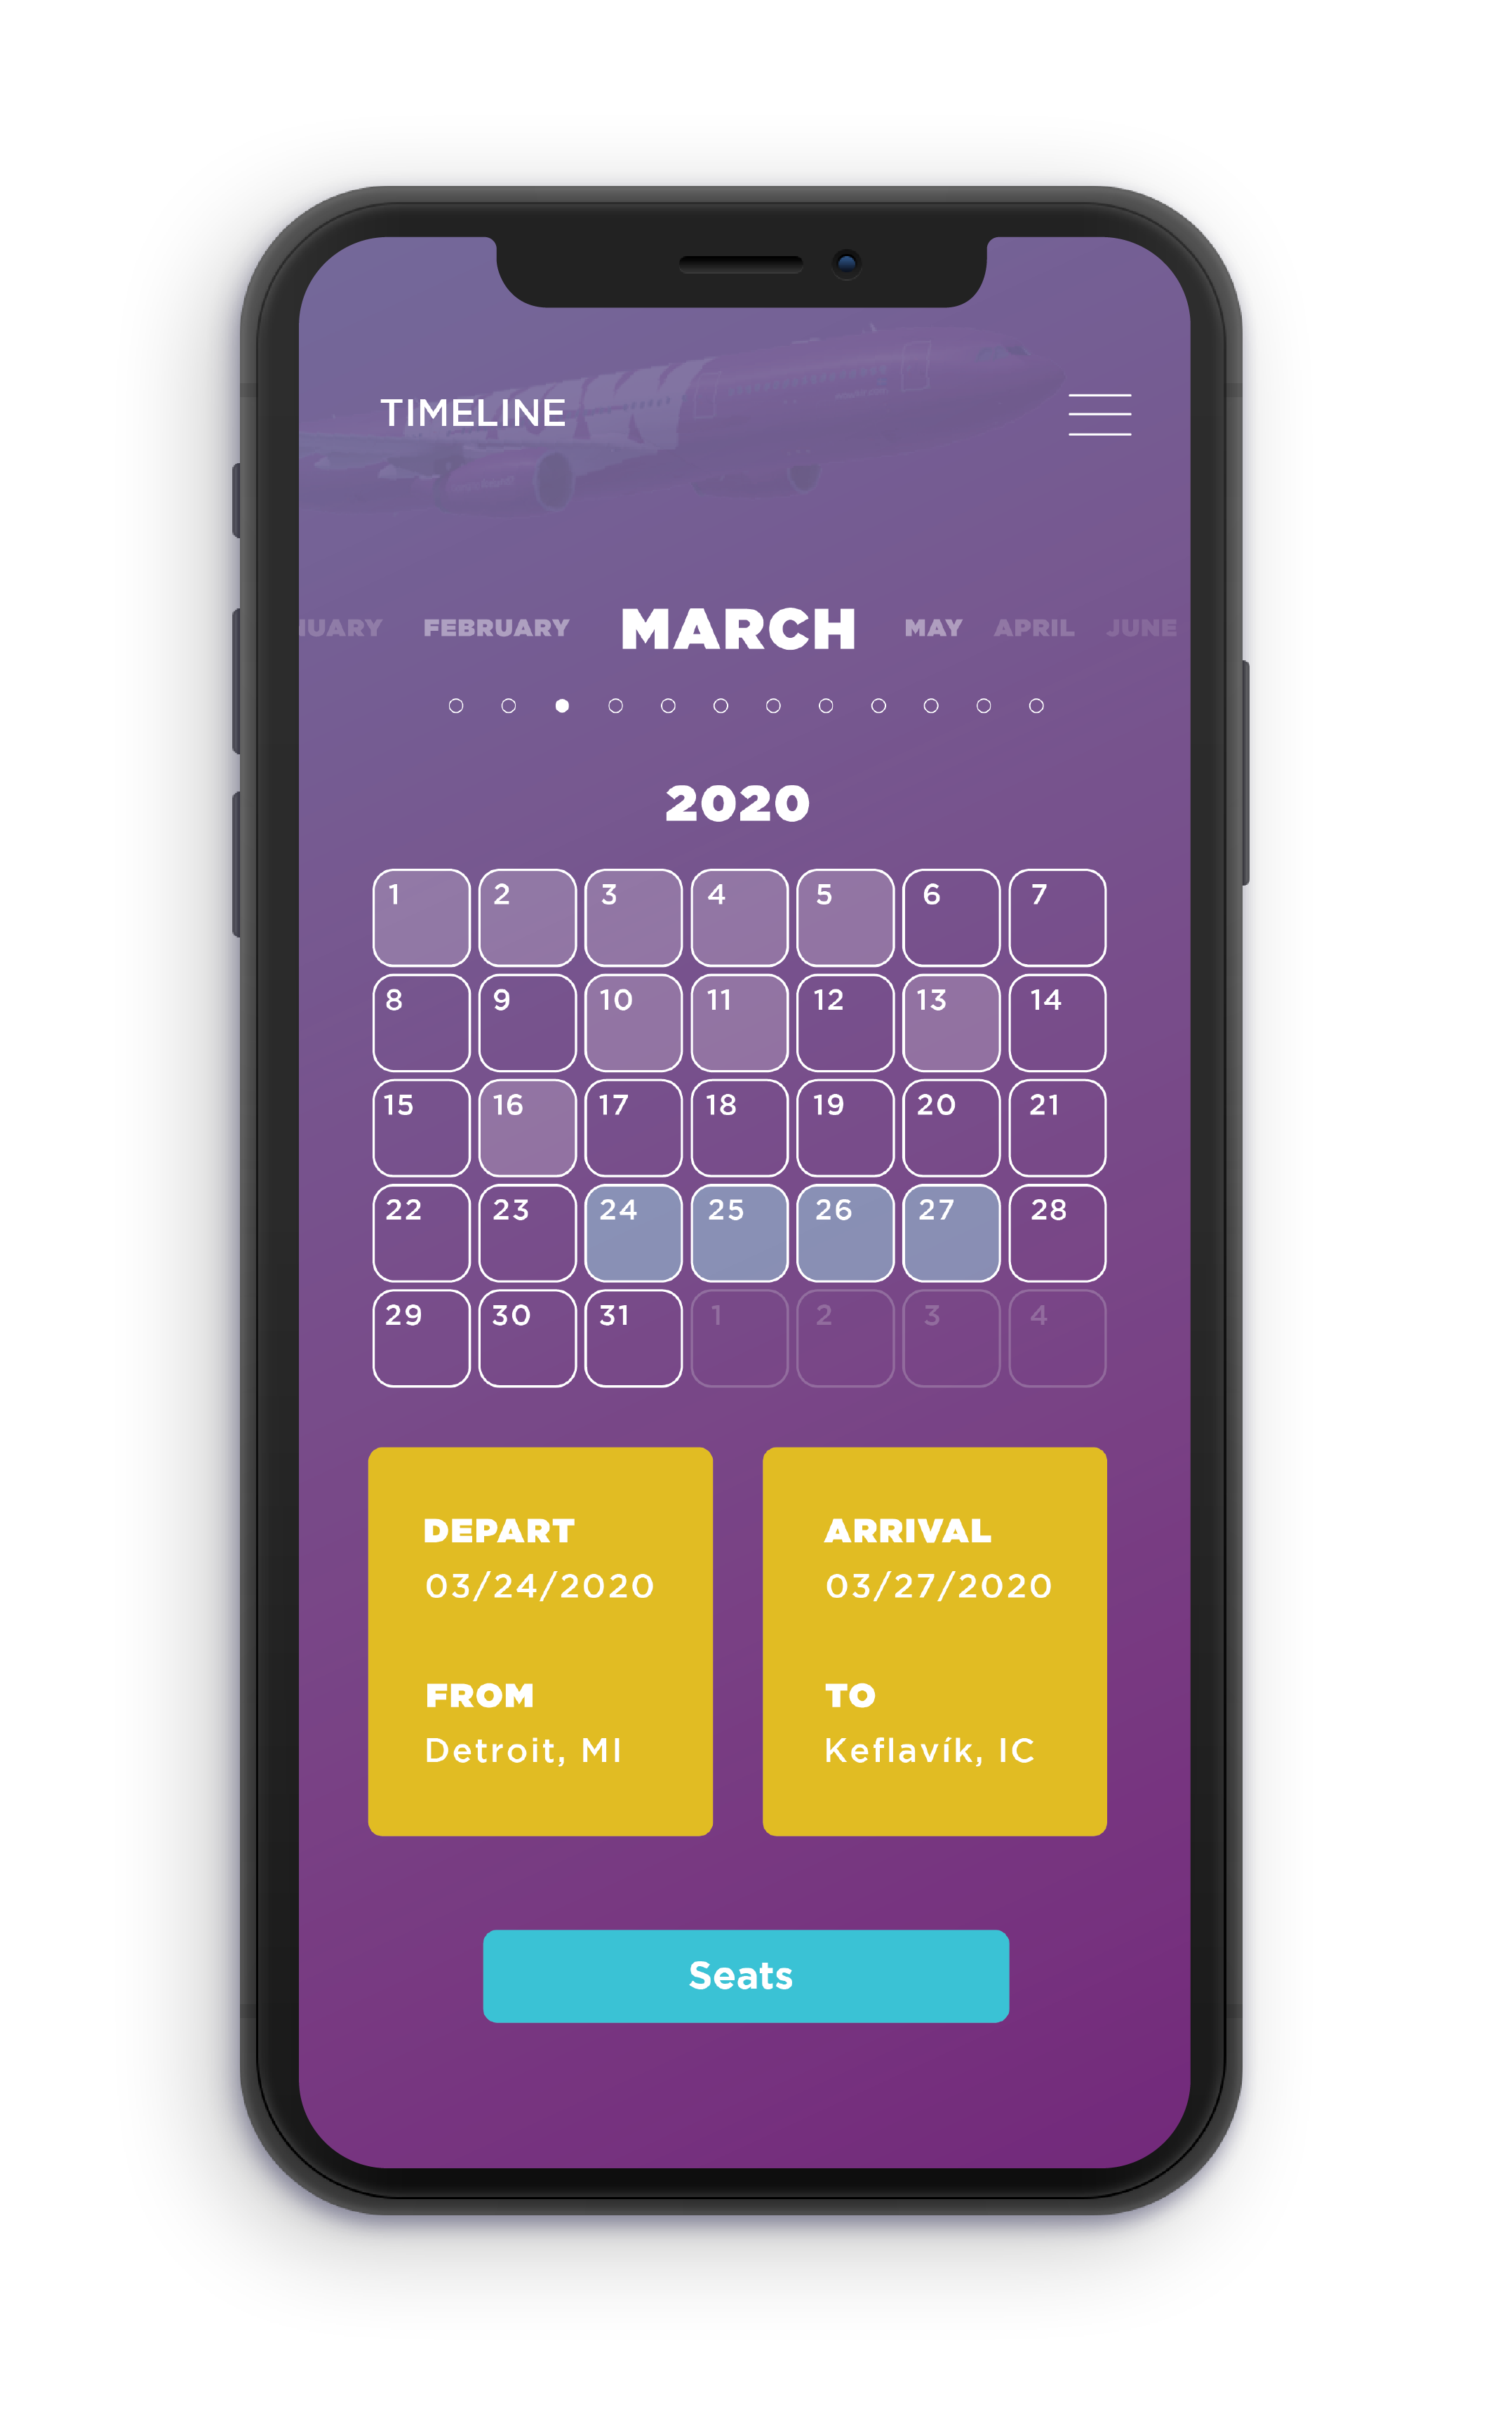 TIMELINE
NUARY FEBRUARY MARCH MAY APRIL JUNE
2020
1 2 3 4 5 6 7
8 9 10 11 12 13 14
15 16 17 18 19 20 21
22 23 24 25 26 27 28
29 30 31 1 2 3 4
DEPART
03/24/2020
FROM
Detroit, MI
ARRIVAL
03/27/2020
TO
Keflavík, IC
Seats